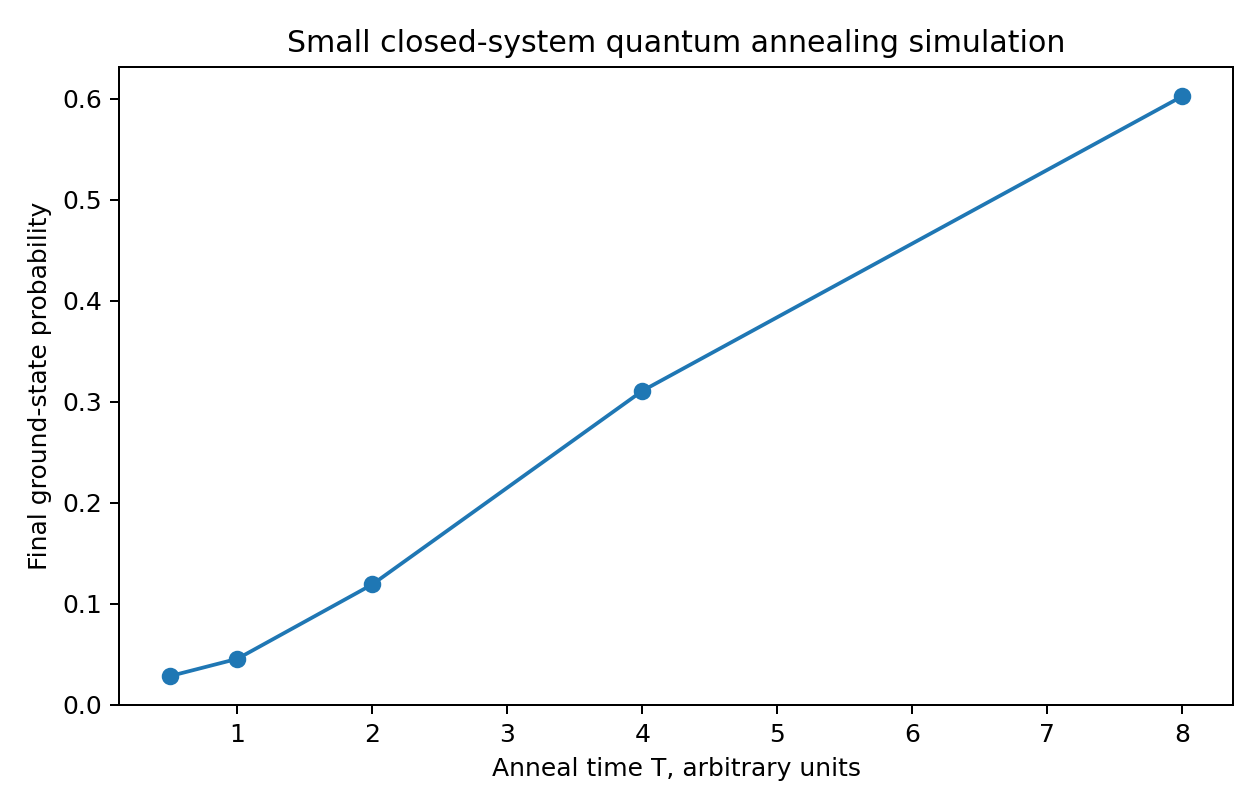 Small closed-system quantum annealing simulation
Final ground-state probability
0.6
0.5
0.4
0.3
0.2
0.1
0.0
1 2 3 4 5 6 7 8
Anneal time T, arbitrary units